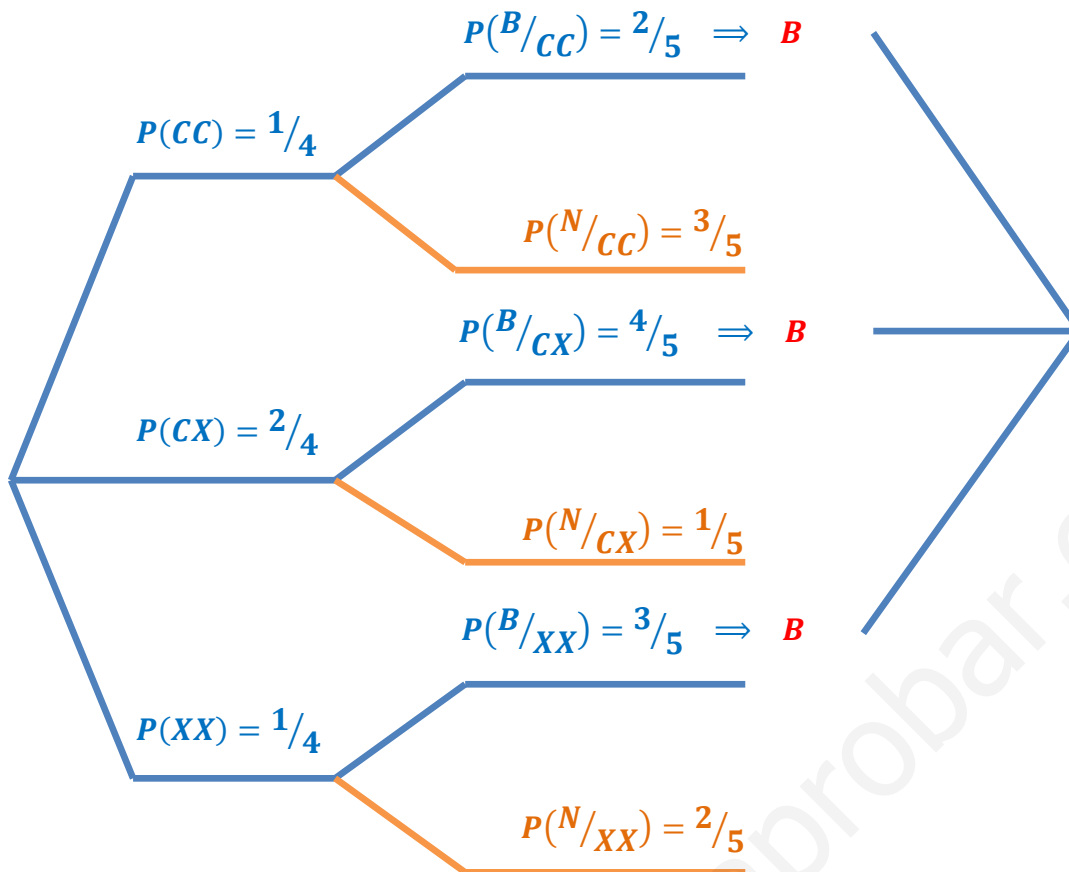 P(B/CC) = 2/5 ⇒ B
P(CC) = 1/4
P(N/CC) = 3/5
P(B/CX) = 4/5 ⇒ B
P(CX) = 2/4
P(N/CX) = 1/5
P(B/XX) = 3/5 ⇒ B
P(XX) = 1/4
P(N/XX) = 2/5